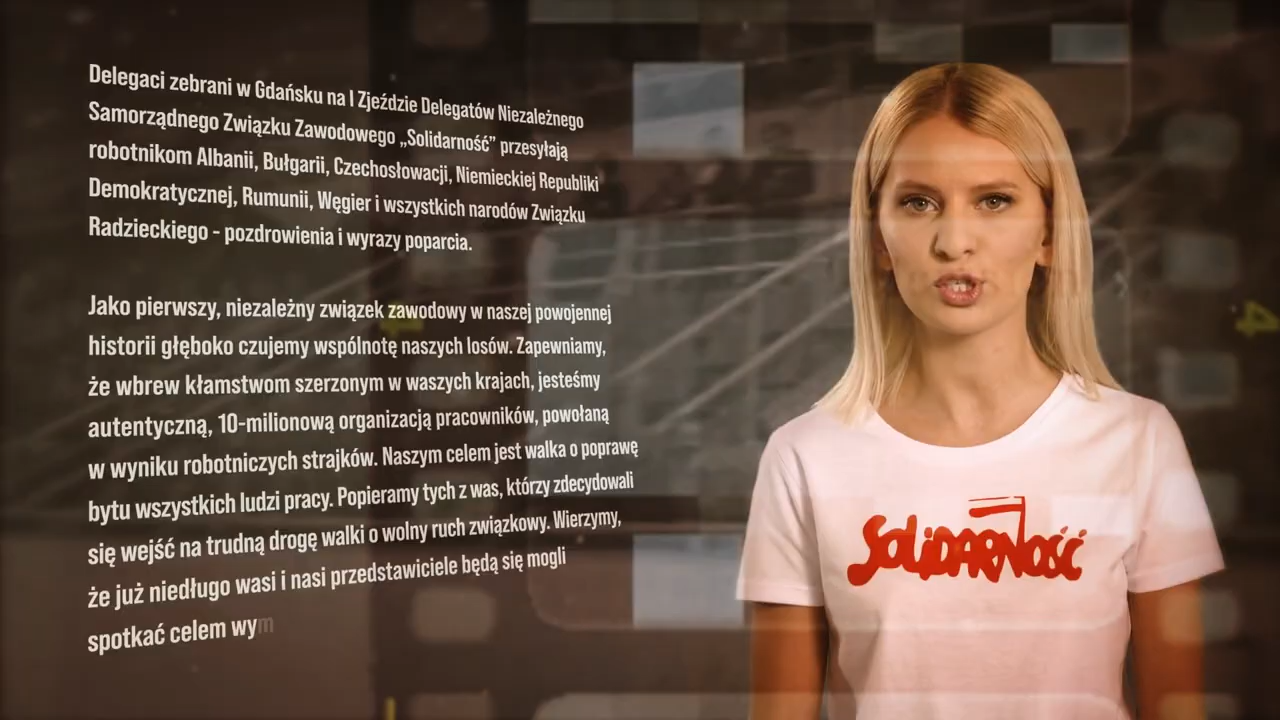 Delegaci zebrani w Gdańsku na I Zjeździe Delegatów Niezależnego
Samorządnego Związku Zawodowego „Solidarność” przesyłają
robotnikom Albanii, Bułgarii, Czechosłowacji, Niemieckiej Republiki
Demokratycznej, Rumunii, Węgier i wszystkich narodów Związku
Radzieckiego - pozdrowienia i wyrazy poparcia.
Jako pierwszy, niezależny związek zawodowy w naszej powojennej
historii głęboko czujemy wspólnotę naszych losów. Zapewniamy,
że wbrew kłamstwom szerzonym w waszych krajach, jesteśmy
autentyczną, 10-milionową organizacją pracowników, powołaną
w wyniku robotniczych strajków. Naszym celem jest walka o poprawę
bytu wszystkich ludzi pracy. Popieramy tych z was, którzy zdecydowali
się wejść na trudną drogę walki o wolny ruch związkowy. Wierzymy,
że już niedługo wasi i nasi przedstawiciele będą się mogli
spotkać celem wym
SOLIDARNOŚĆ
4